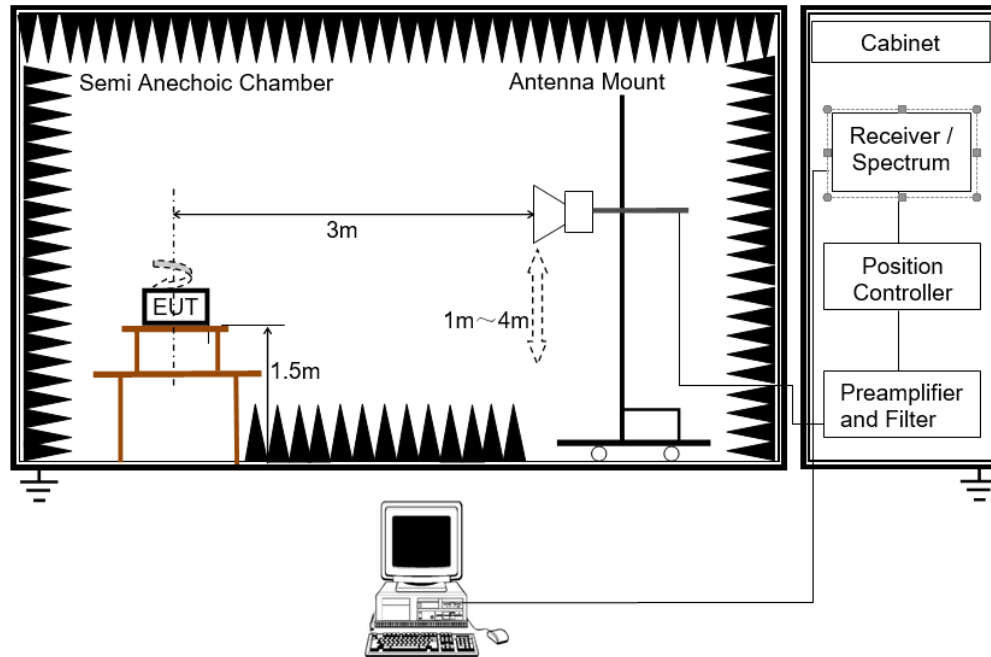 Semi Anechoic Chamber
Antenna Mount
3m
EUT
1m～4m
1.5m
Cabinet
Receiver /
Spectrum
Position
Controller
Preamplifier
and Filter